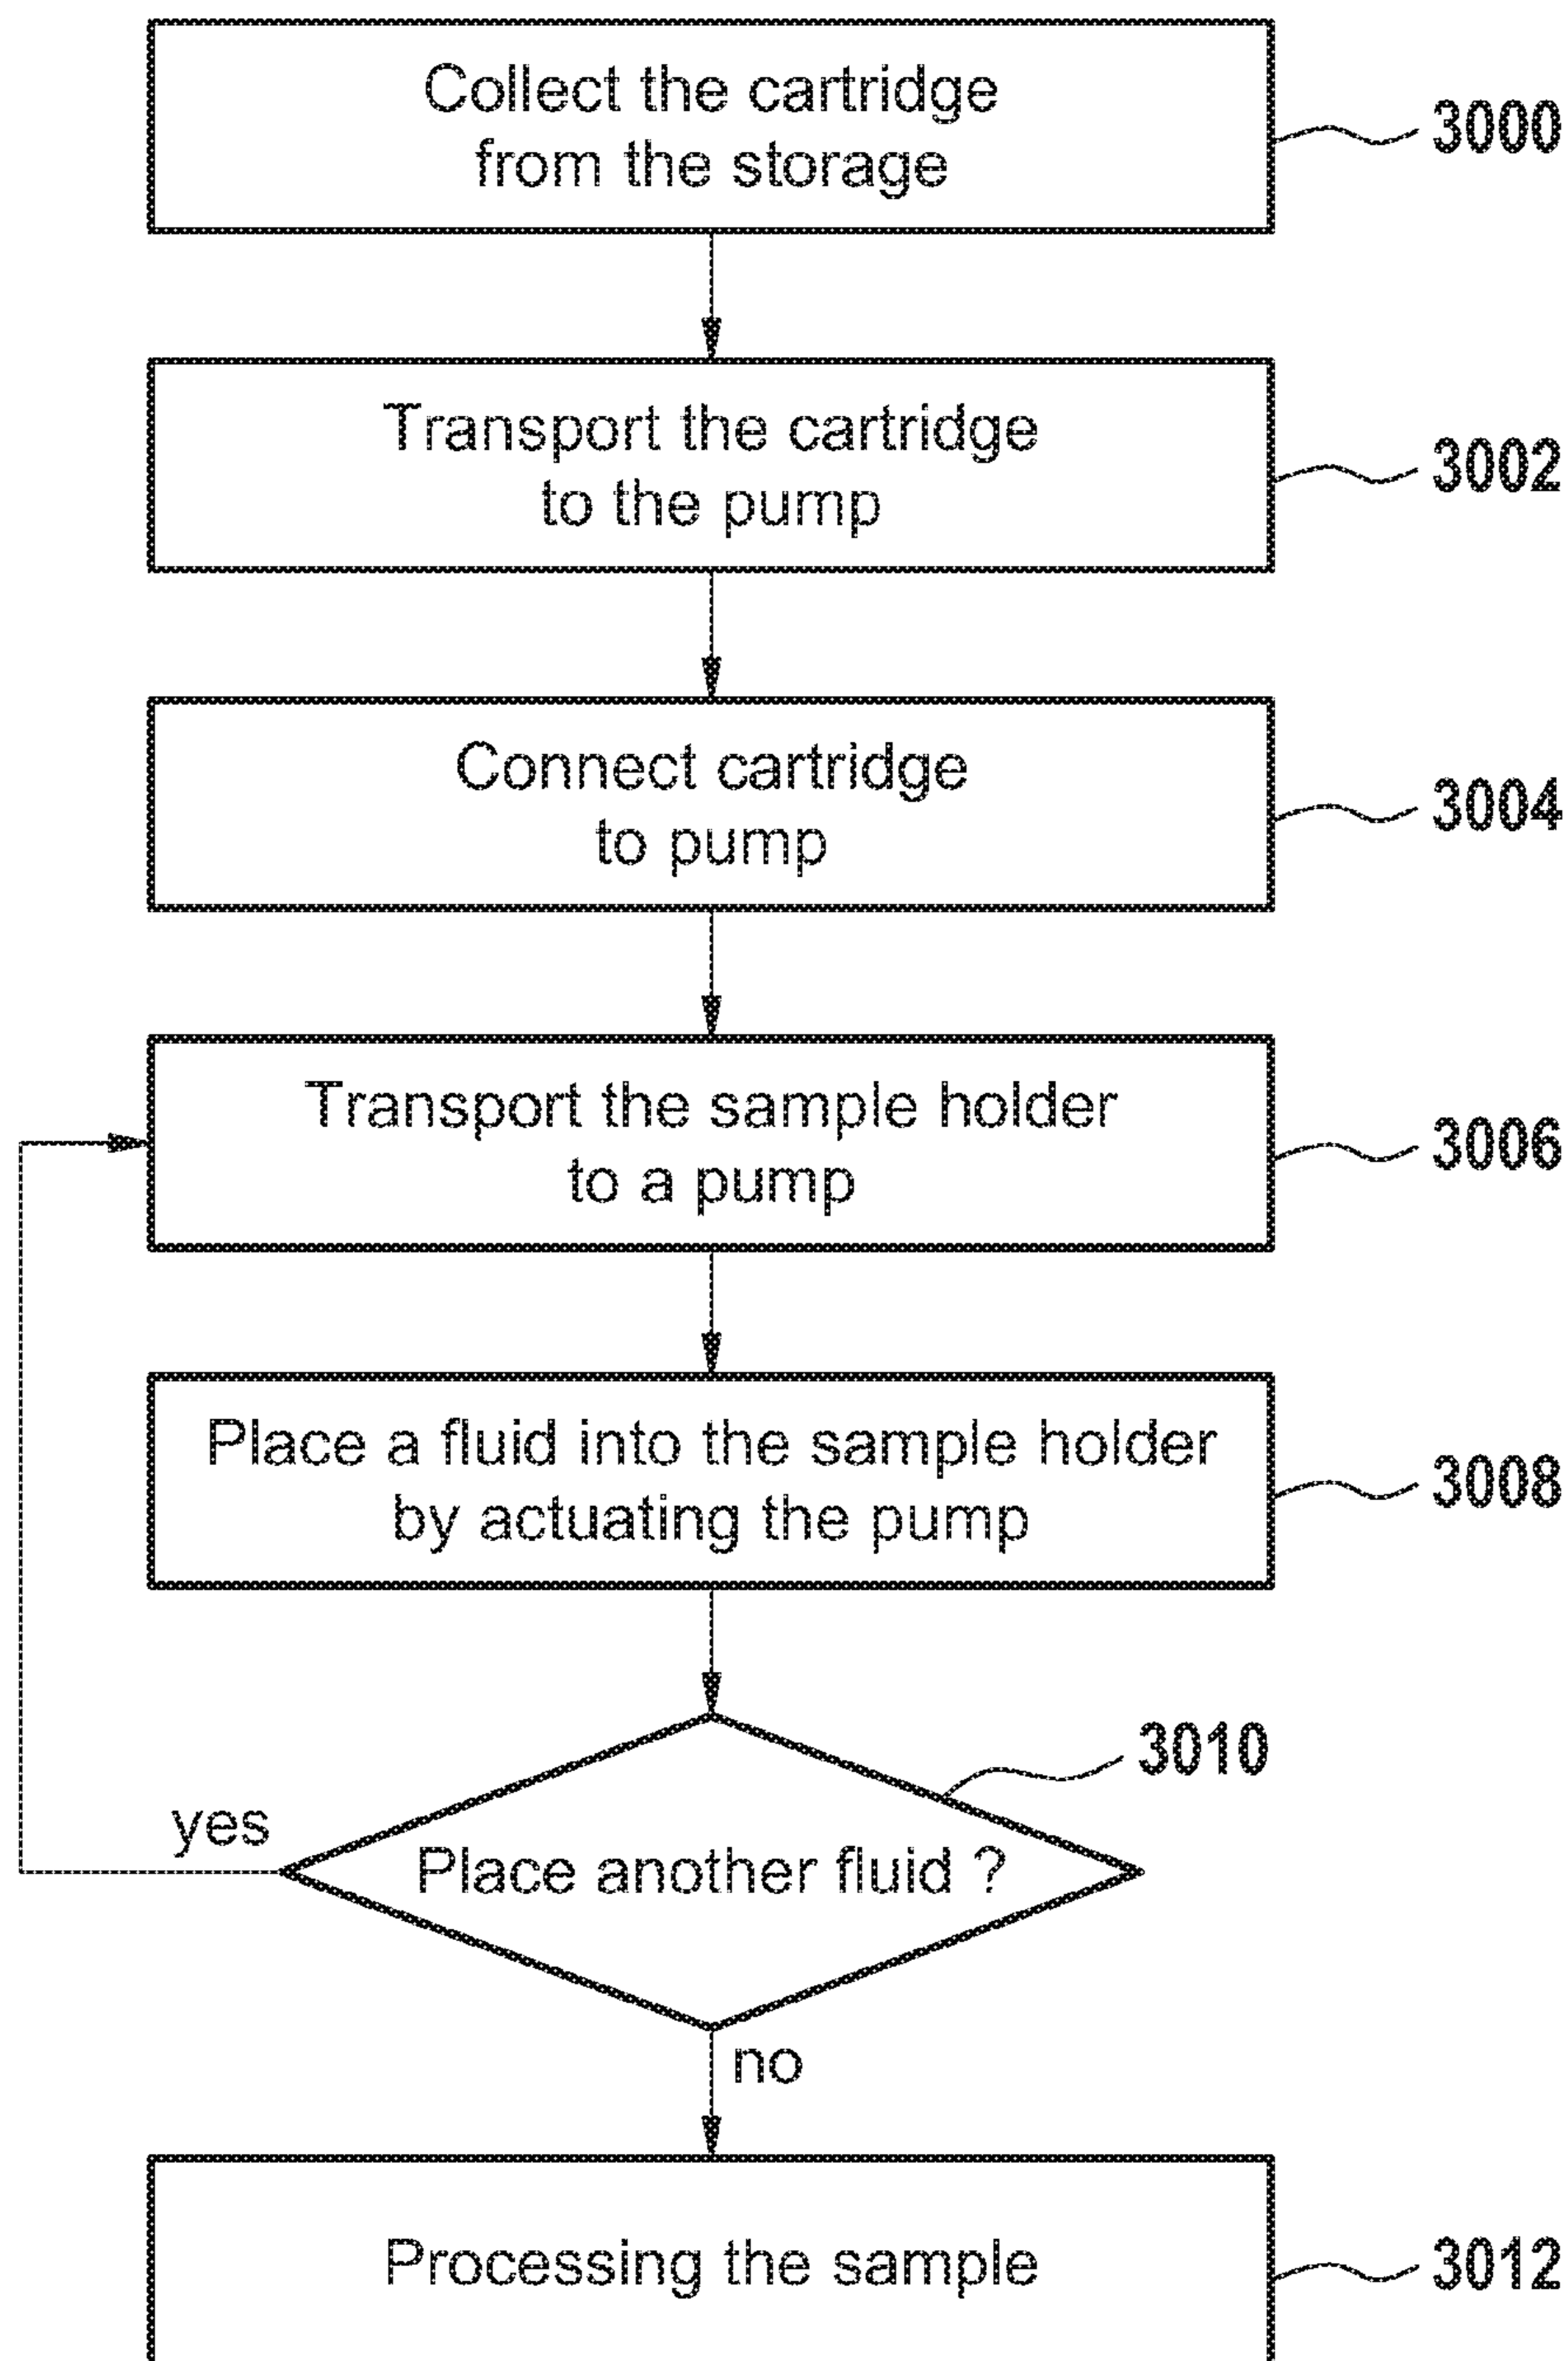 Collect the cartridge
from the storage
3000
Transport the cartridge
to the pump
3002
Connect cartridge
to pump
3004
Transport the sample holder
to a pump
3006
Place a fluid into the sample holder
by actuating the pump
3008
3010
yes
Place another fluid ?
no
Processing the sample
3012